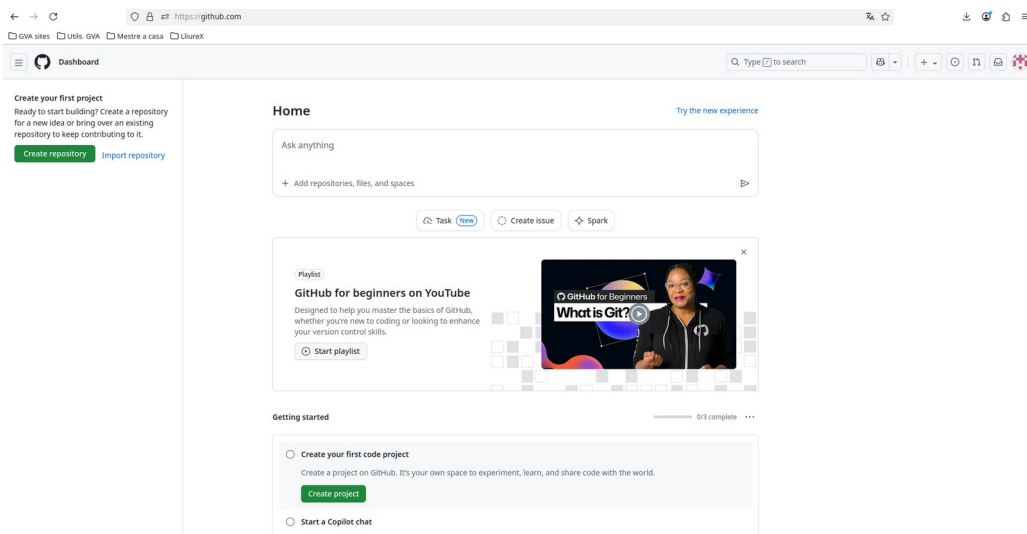 https://github.com
GVA sites Utils. GVA Mestre a casa LliureX
Dashboard
Type / to search
Create your first project
Ready to start building? Create a repository
for a new idea or bring over an existing
repository to keep contributing to it.
Create repository Import repository
Home
Try the new experience
Ask anything
Add repositories, files, and spaces
Task New
Create issue
Spark
Playlist
GitHub for beginners on YouTube
Designed to help you master the basics of GitHub,
whether you're new to coding or looking to enhance
your version control skills.
Start playlist
GitHub for Beginners
What is Git?
Getting started
0/3 complete
Create your first code project
Create a project on GitHub. It's your own space to experiment, learn, and share code with the world.
Create project
Start a Copilot chat